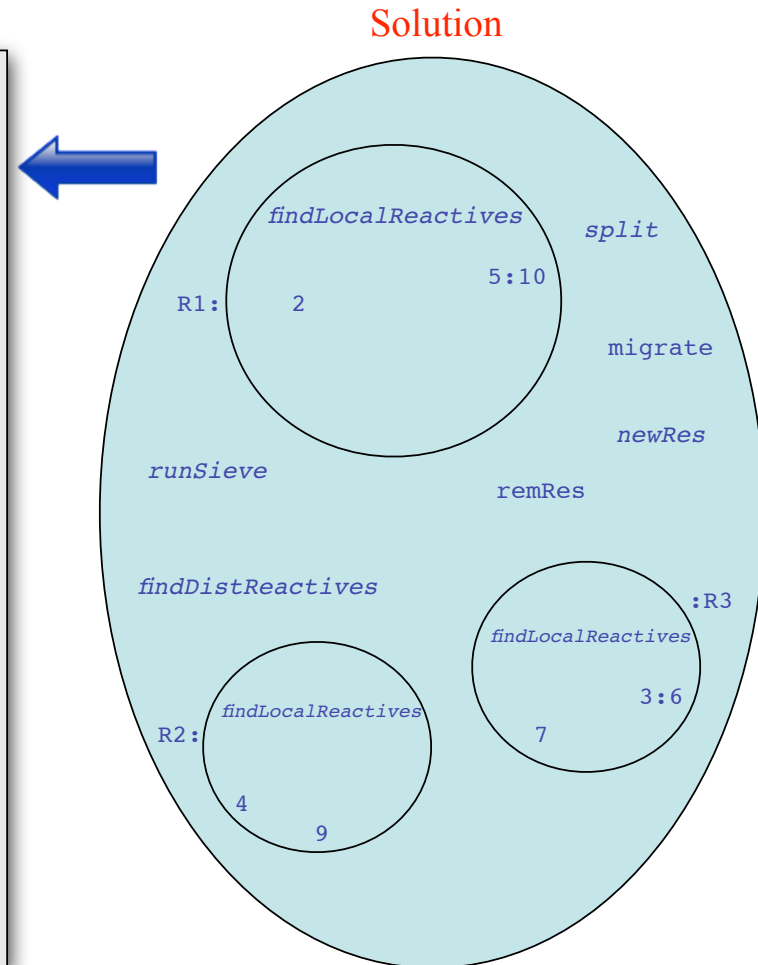 Solution
findLocalReactives
split
5:10
R1:
2
migrate
newRes
runSieve
remRes
findDistReactives
:R3
findLocalReactives
3:6
findLocalReactives
R2:
7
4
9